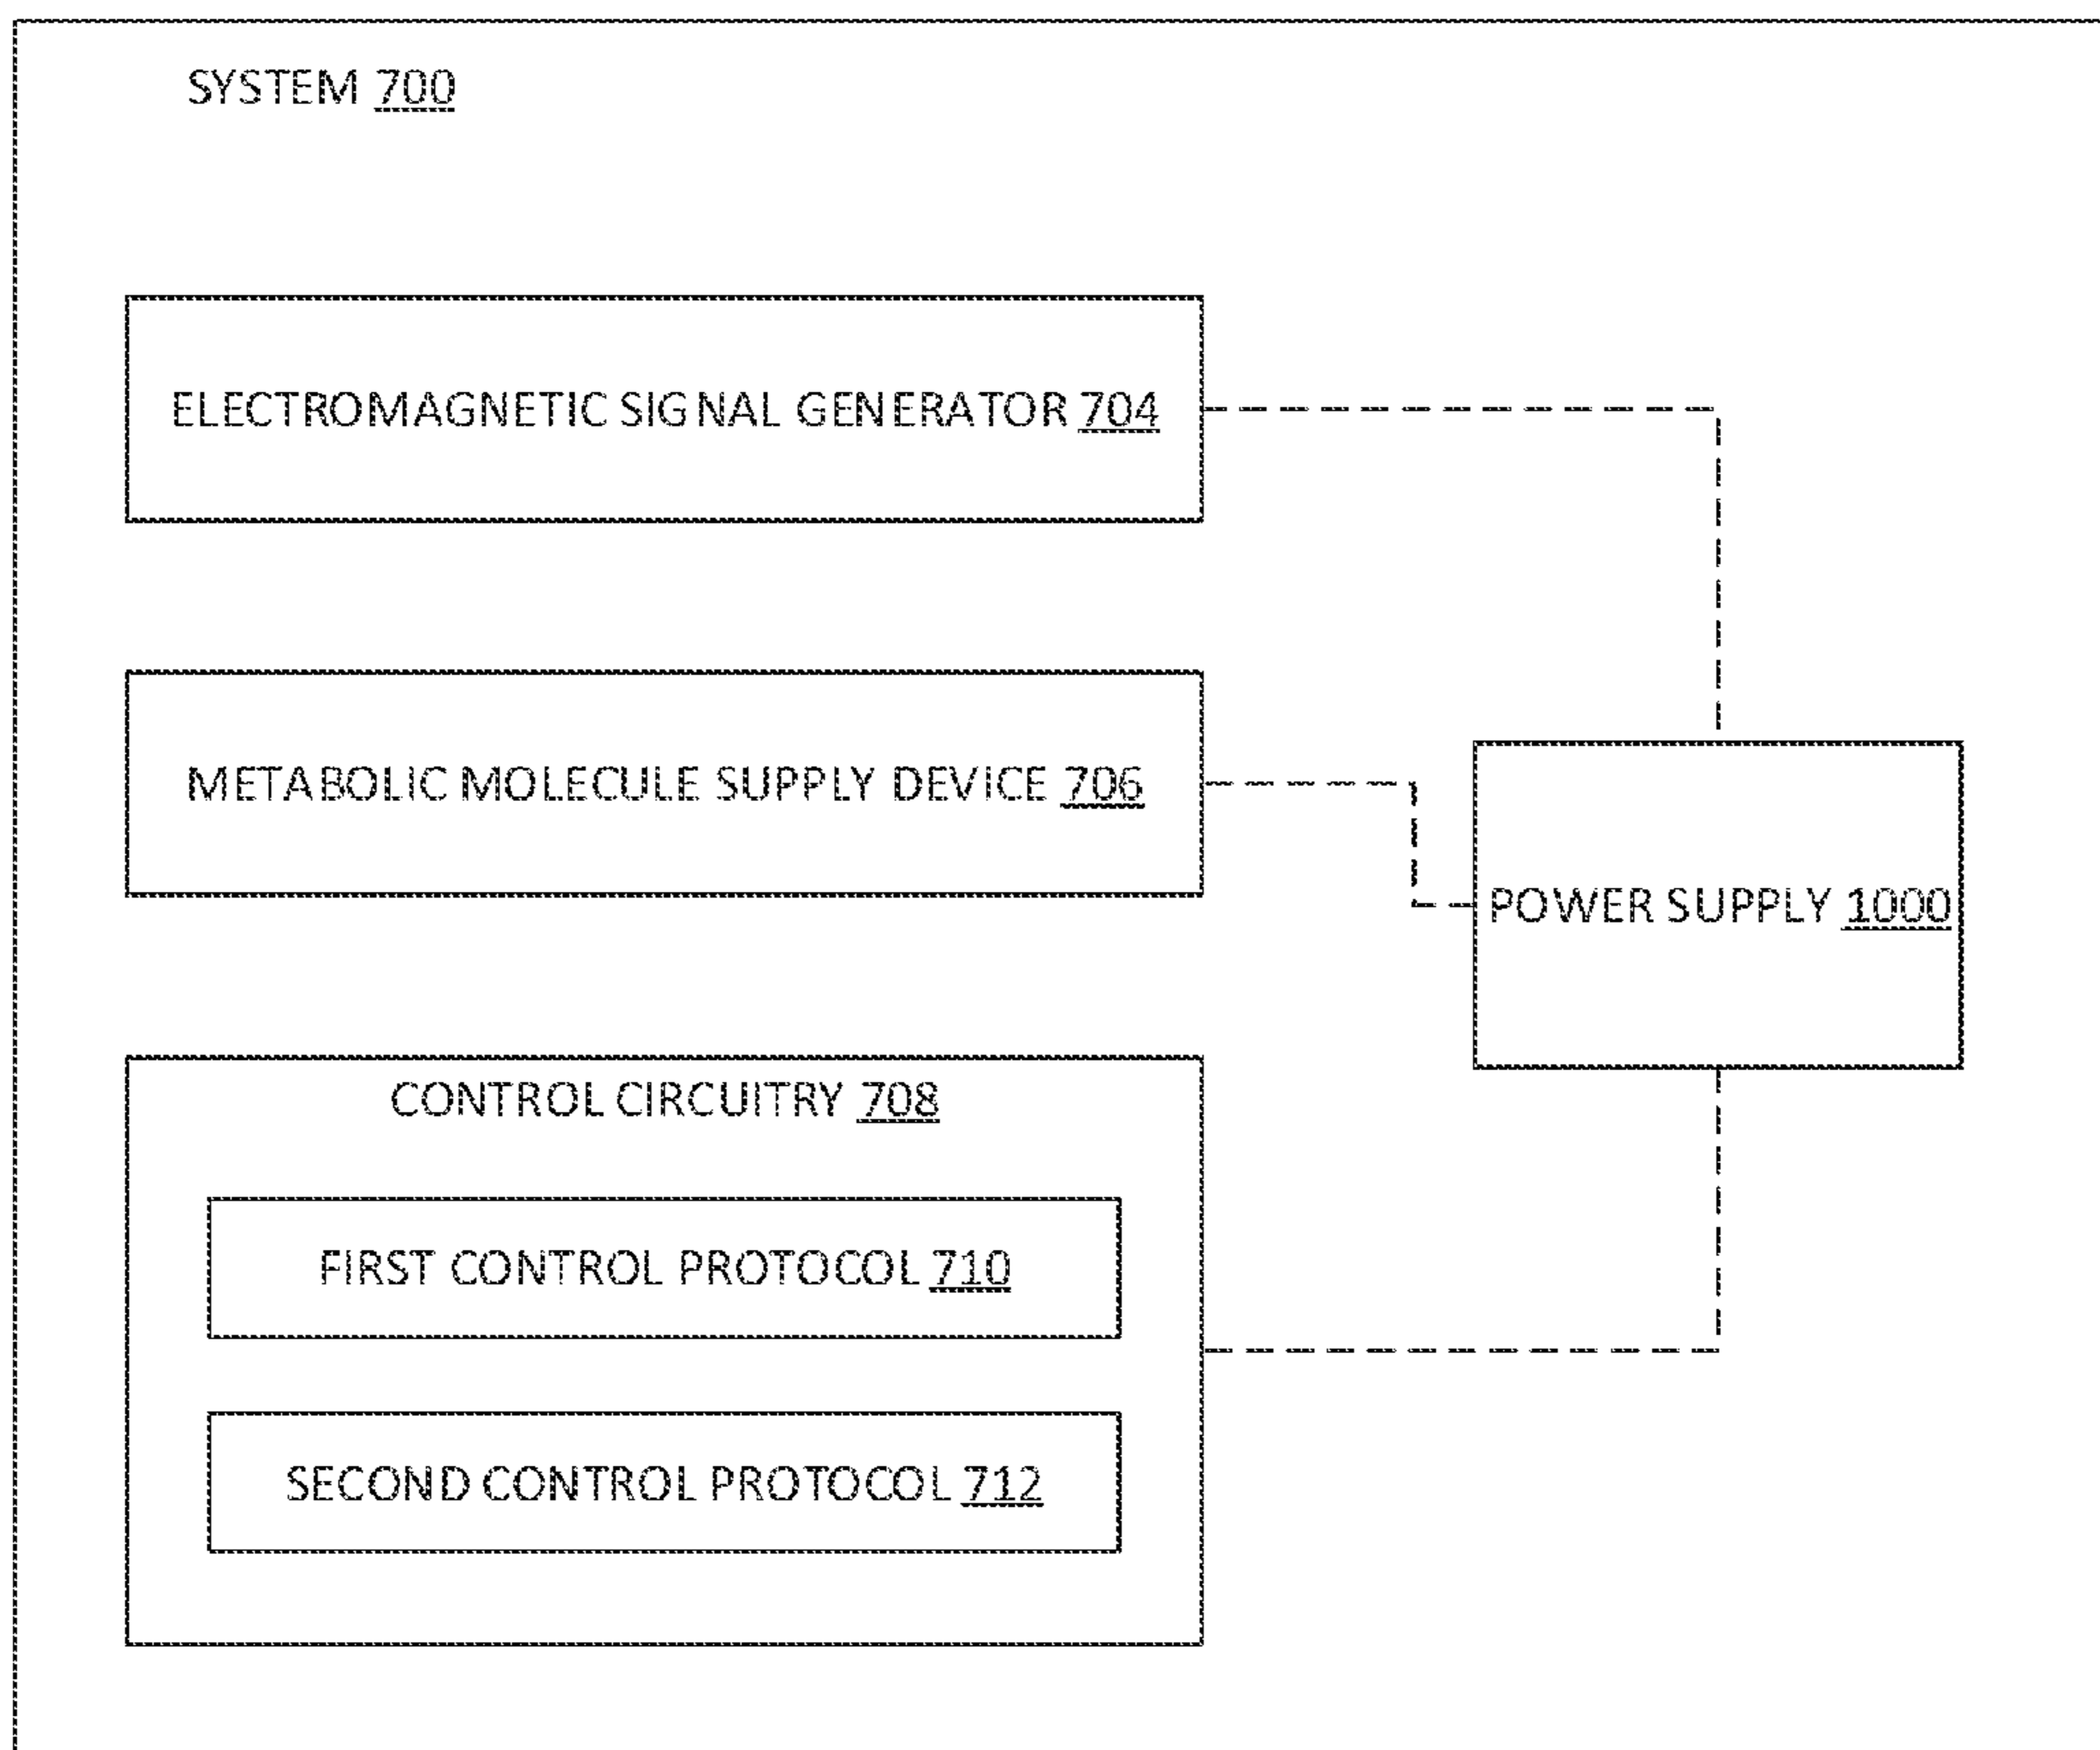 SYSTEM 700
ELECTROMAGNETIC SIGNAL GENERATOR 704
METABOLIC MOLECULE SUPPLY DEVICE 706
POWER SUPPLY 1000
CONTROL CIRCUITRY 708
FIRST CONTROL PROTOCOL 710
SECOND CONTROL PROTOCOL 712